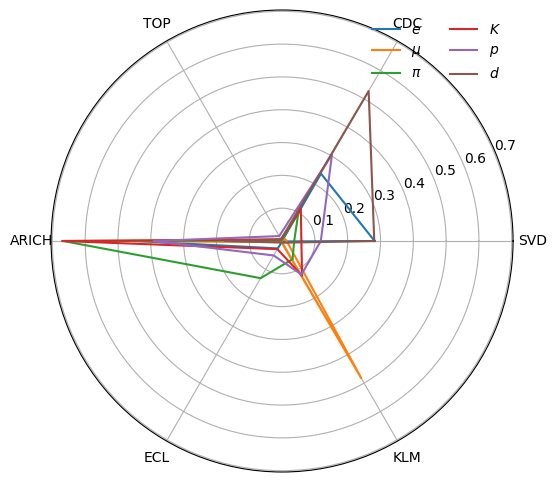 TOP
CDC
e K
μ p
π d
0.7
0.6
0.5
0.4
0.3
0.2
0.1
ARICH
SVD
ECL
KLM